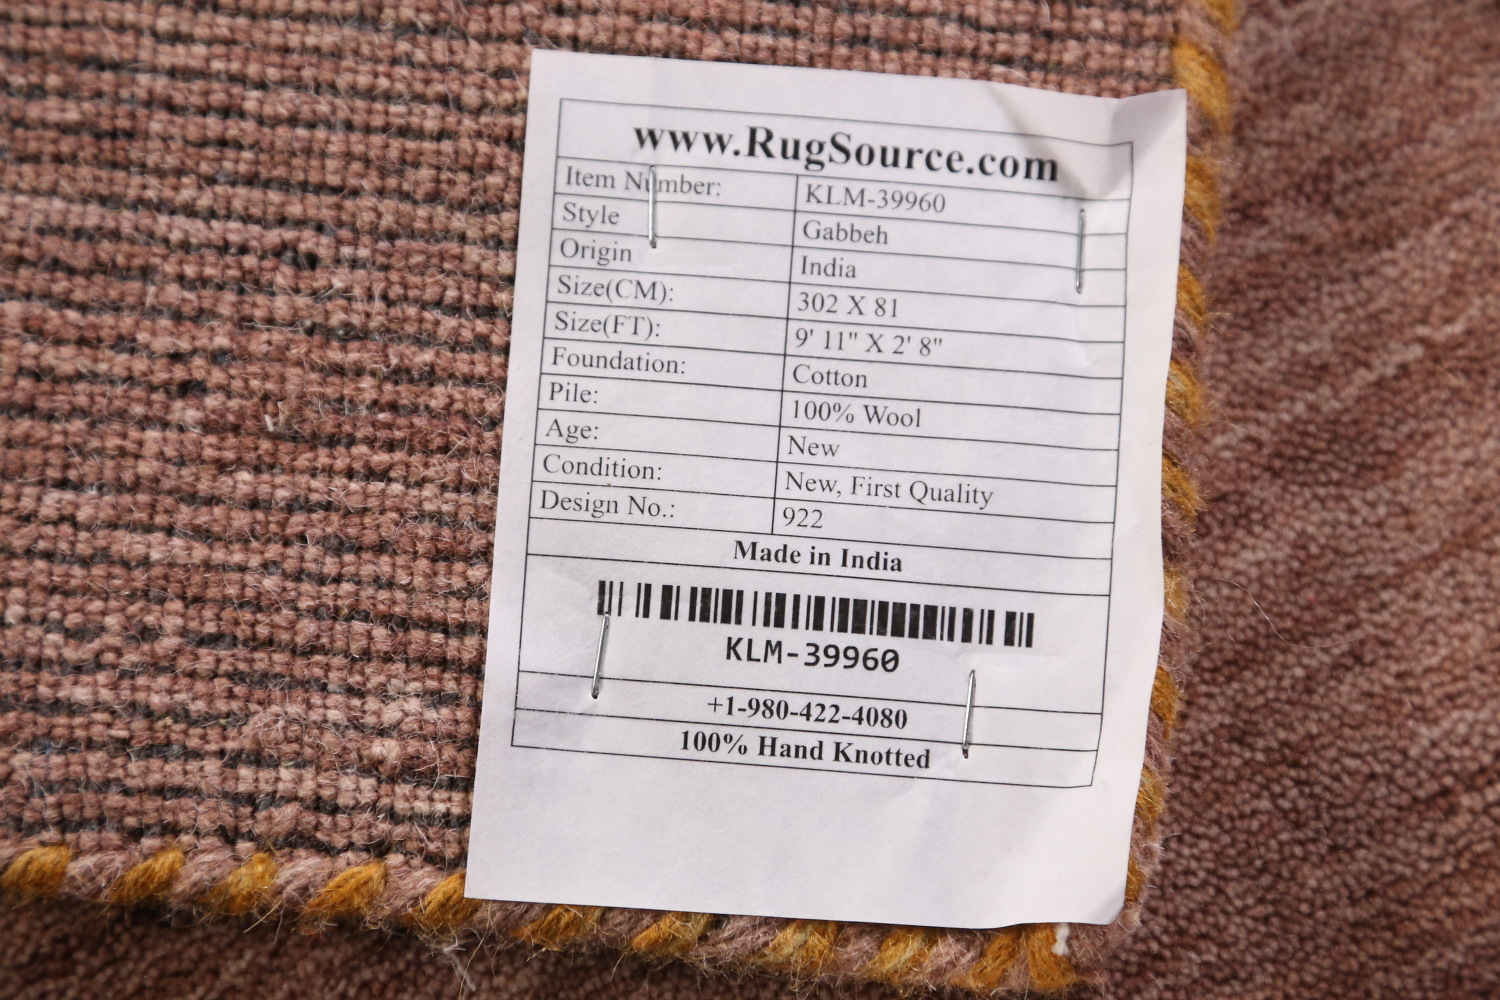 www.RugSource.com
Item Number: KLM-39960
Style Gabbeh
Origin India
Size(CM): 302 X 81
Size(FT): 9' 11" X 2' 8"
Foundation: Cotton
Pile: 100% Wool
Age: New
Condition: New, First Quality
Design No.: 922
Made in India
KLM-39960
+1-980-422-4080
100% Hand Knotted